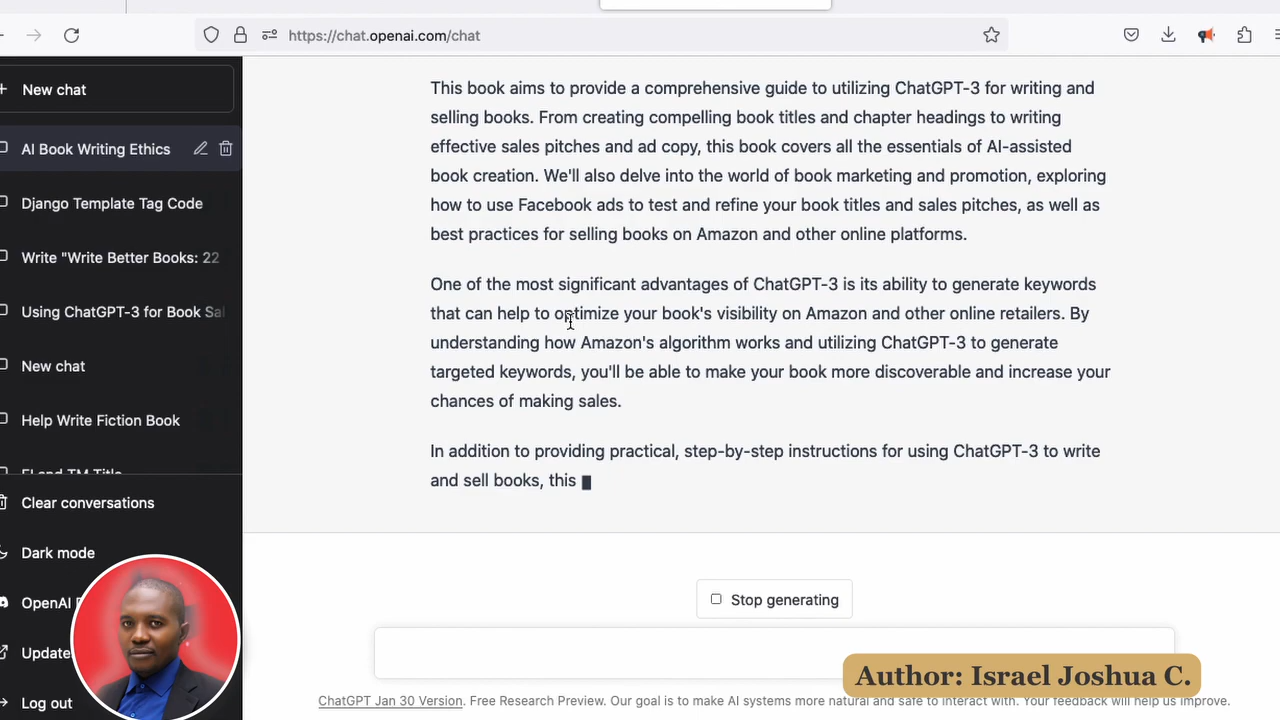 https://chat.openai.com/chat
New chat
AI Book Writing Ethics
Django Template Tag Code
Write "Write Better Books: 22
Using ChatGPT-3 for Book Sal
New chat
Help Write Fiction Book
Clear conversations
Dark mode
OpenAI
Update
Log out
This book aims to provide a comprehensive guide to utilizing ChatGPT-3 for writing and
selling books. From creating compelling book titles and chapter headings to writing
effective sales pitches and ad copy, this book covers all the essentials of AI-assisted
book creation. We'll also delve into the world of book marketing and promotion, exploring
how to use Facebook ads to test and refine your book titles and sales pitches, as well as
best practices for selling books on Amazon and other online platforms.
One of the most significant advantages of ChatGPT-3 is its ability to generate keywords
that can help to optimize your book's visibility on Amazon and other online retailers. By
understanding how Amazon's algorithm works and utilizing ChatGPT-3 to generate
targeted keywords, you'll be able to make your book more discoverable and increase your
chances of making sales.
In addition to providing practical, step-by-step instructions for using ChatGPT-3 to write
and sell books, this
Stop generating
Author: Israel Joshua C.
ChatGPT Jan 30 Version. Free Research Preview. Our goal is to make AI systems more natural and safe to interact with. Your feedback will help us improve.